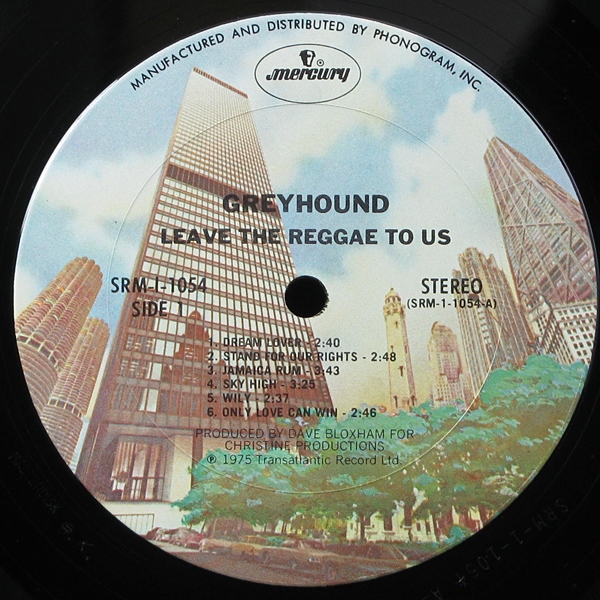 MANUFACTURED AND DISTRIBUTED BY PHONOGRAM, INC.
mercury
GREYHOUND
LEAVE THE REGGAE TO US
SRM-I-1054
SIDE 1
STEREO
(SRM-1-1054-A)
1. DREAM LOVER - 2:40
2. STAND FOR OUR RIGHTS - 2:48
3. JAMAICA RUM - 3:43
4. SKY HIGH - 3:25
5. WILY - 2:37
6. ONLY LOVE CAN WIN - 2:46
PRODUCED BY DAVE BLOXHAM FOR
CHRISTINE PRODUCTIONS
℗ 1975 Transatlantic Record Ltd.
SRM-1-1054 A